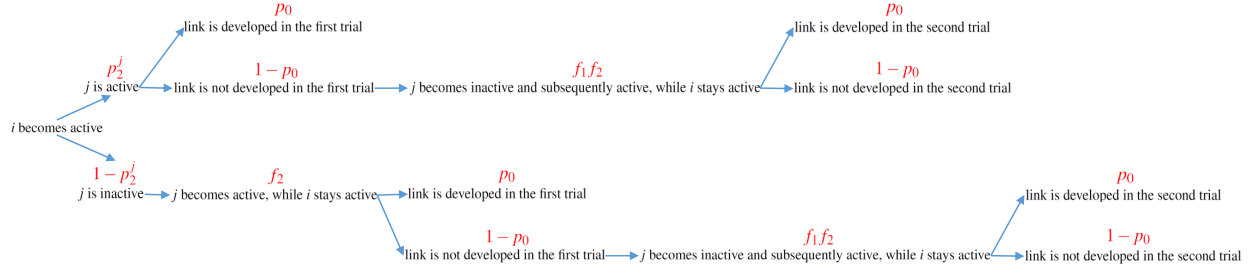 p₀
link is developed in the first trial
p₂ʲ
j is active
1 − p₀
link is not developed in the first trial
f₁f₂
j becomes inactive and subsequently active, while i stays active
p₀
link is developed in the second trial
1 − p₀
link is not developed in the second trial
i becomes active
1 − p₂ʲ
j is inactive
f₂
j becomes active, while i stays active
p₀
link is developed in the first trial
1 − p₀
link is not developed in the first trial
f₁f₂
j becomes inactive and subsequently active, while i stays active
p₀
link is developed in the second trial
1 − p₀
link is not developed in the second trial